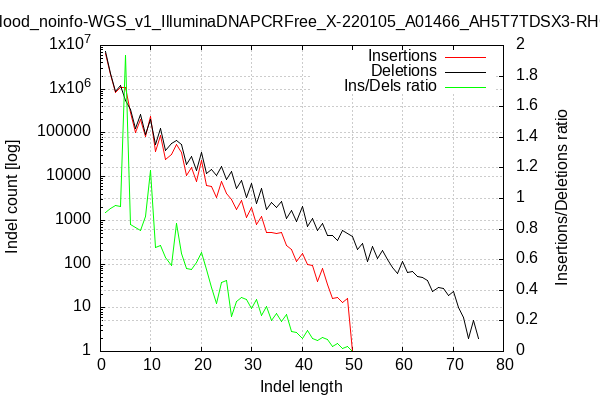 lood_noinfo-WGS_v1_IlluminaDNAPCRFree_X-220105_A01466_AH5T7TDSX3-RH
Insertions
Deletions
Ins/Dels ratio
1x10^7
1x10^6
100000
10000
1000
100
10
1
2
1.8
1.6
1.4
1.2
1
0.8
0.6
0.4
0.2
0
0 10 20 30 40 50 60 70 80
Indel count [log]
Insertions/Deletions ratio
Indel length